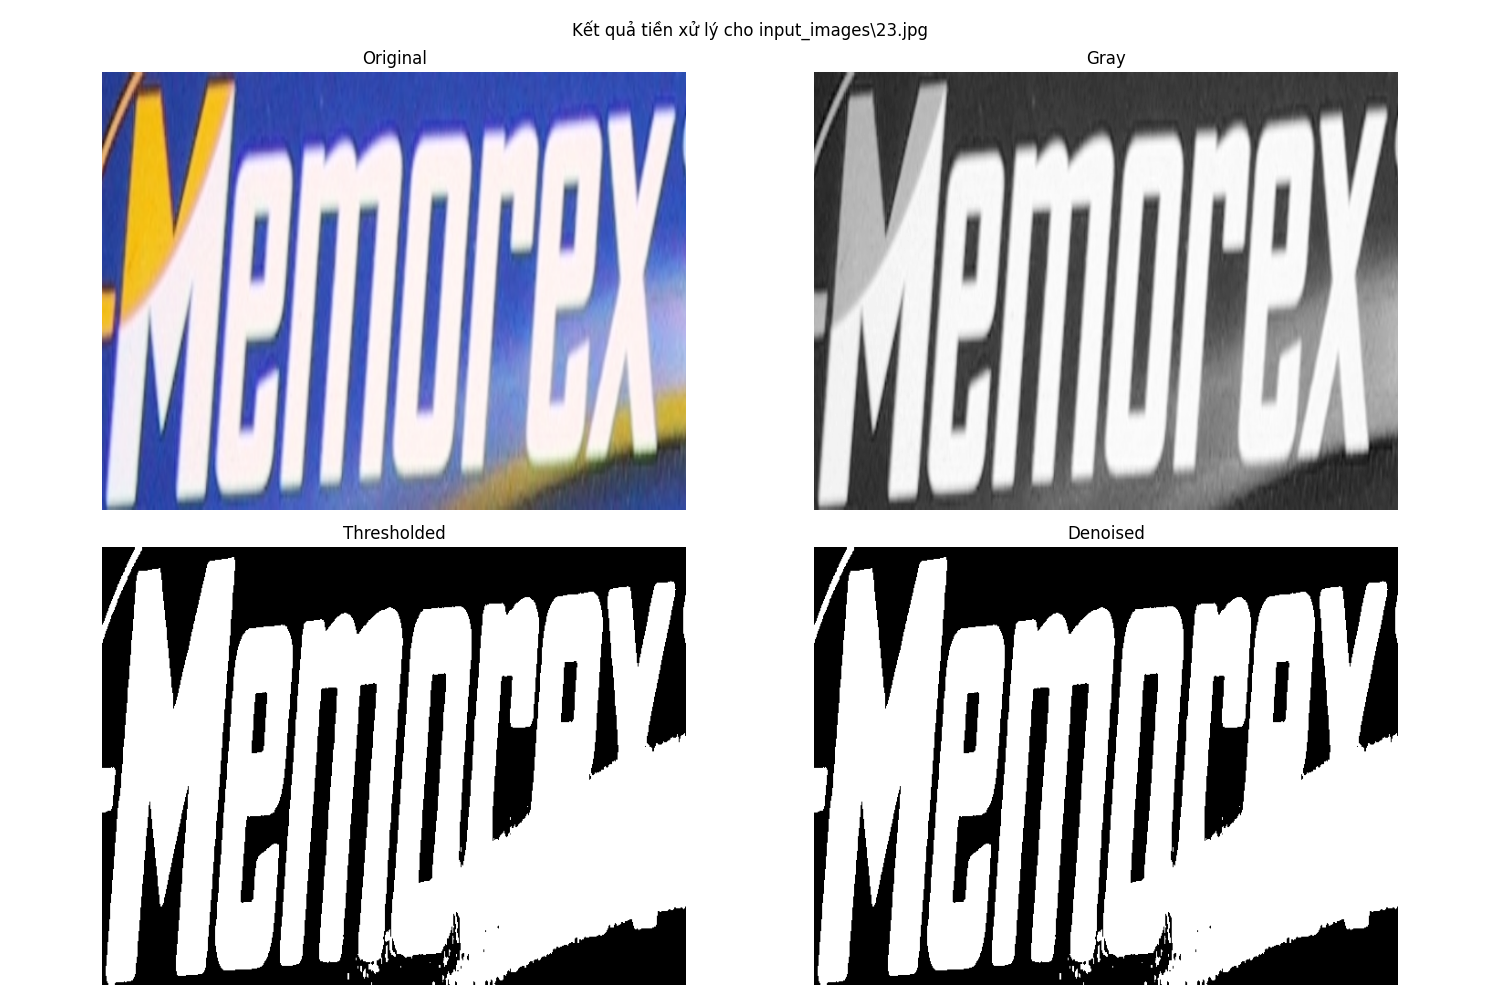 Kết quả tiền xử lý cho input_images\23.jpg
Original
Gray
Memorex
Memorex
Thresholded
Denoised
Memorex
Memorex